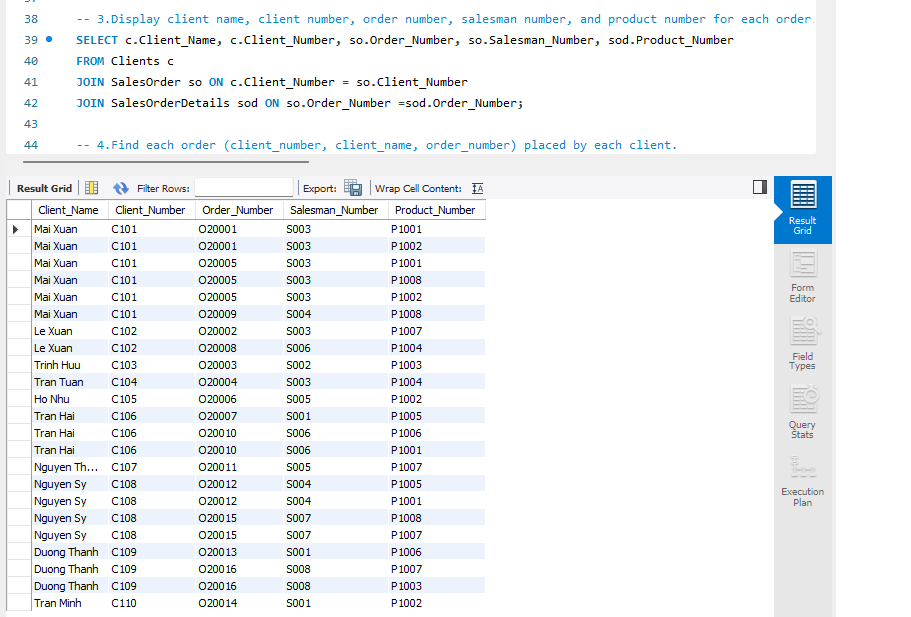 38 -- 3.Display client name, client number, order number, salesman number, and product number for each order.
39 SELECT c.Client_Name, c.Client_Number, so.Order_Number, so.Salesman_Number, sod.Product_Number
40 FROM Clients c
41 JOIN SalesOrder so ON c.Client_Number = so.Client_Number
42 JOIN SalesOrderDetails sod ON so.Order_Number =sod.Order_Number;
43
44 -- 4.Find each order (client_number, client_name, order_number) placed by each client.
Result Grid Filter Rows: Export: Wrap Cell Content:
Client_Name Client_Number Order_Number Salesman_Number Product_Number
Mai Xuan C101 O20001 S003 P1001
Mai Xuan C101 O20001 S003 P1002
Mai Xuan C101 O20005 S003 P1001
Mai Xuan C101 O20005 S003 P1008
Mai Xuan C101 O20005 S003 P1002
Mai Xuan C101 O20009 S004 P1008
Le Xuan C102 O20002 S003 P1007
Le Xuan C102 O20008 S006 P1004
Trinh Huu C103 O20003 S002 P1003
Tran Tuan C104 O20004 S003 P1004
Ho Nhu C105 O20006 S005 P1002
Tran Hai C106 O20007 S001 P1005
Tran Hai C106 O20010 S006 P1006
Tran Hai C106 O20010 S006 P1001
Nguyen Th... C107 O20011 S005 P1007
Nguyen Sy C108 O20012 S004 P1005
Nguyen Sy C108 O20012 S004 P1001
Nguyen Sy C108 O20015 S007 P1008
Nguyen Sy C108 O20015 S007 P1007
Duong Thanh C109 O20013 S001 P1006
Duong Thanh C109 O20016 S008 P1007
Duong Thanh C109 O20016 S008 P1003
Tran Minh C110 O20014 S001 P1002
Result
Grid
Form
Editor
Field
Types
Query
Stats
Execution
Plan